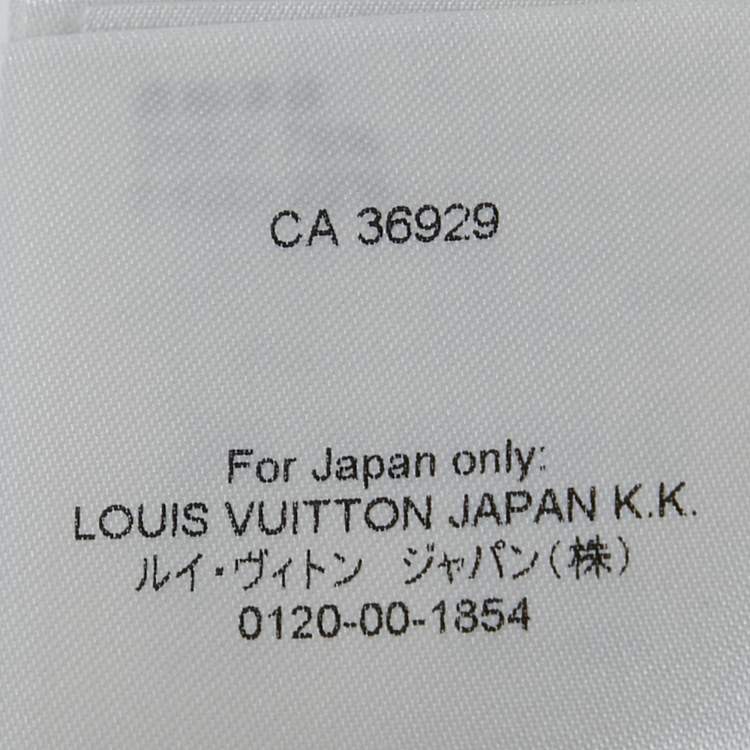 CA 36929
For Japan only:
LOUIS VUITTON JAPAN K.K.
ルイ・ヴィトン ジャパン(株)
0120-00-1854